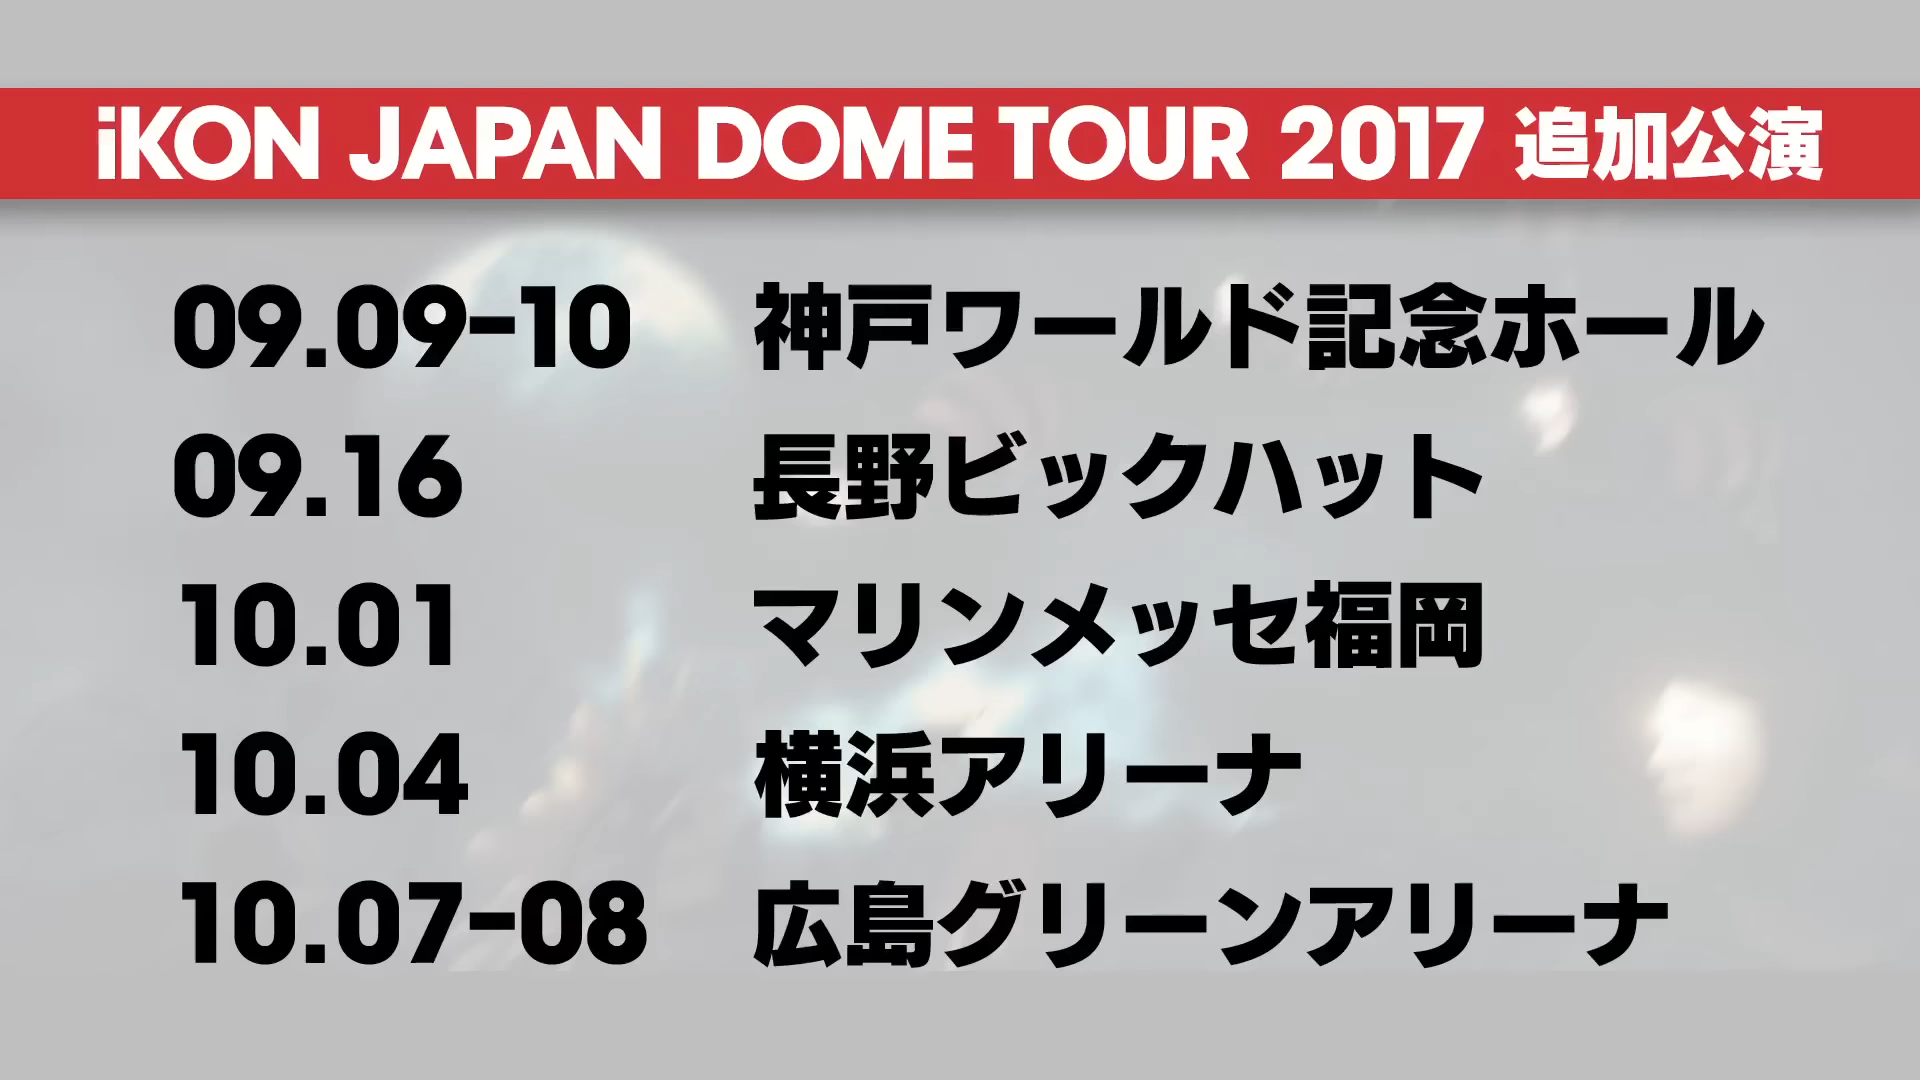 iKON JAPAN DOME TOUR 2017 追加公演
09.09-10 神戸ワールド記念ホール
09.16 長野ビックハット
10.01 マリンメッセ福岡
10.04 横浜アリーナ
10.07-08 広島グリーンアリーナ